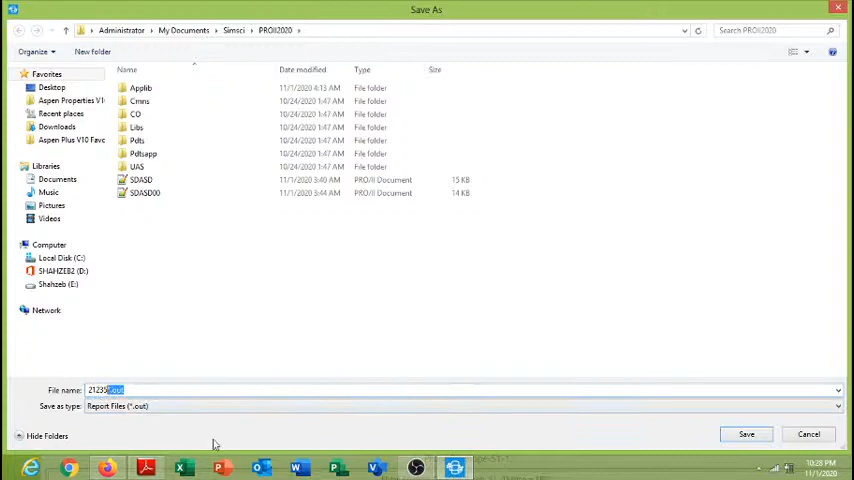 Save As
Administrator My Documents Simsci PROII2020
Search PROII2020
Organize New folder
Name Date modified Type Size
Favorites
Desktop
Aspen Properties V1
Recent places
Downloads
Aspen Plus V10 Favo
Libraries
Documents
Music
Pictures
Videos
Computer
Local Disk (C:)
SHAHZEB2 (D:)
Shahzeb (E:)
Network
Applib 11/1/2020 4:13 AM File folder
Cmns 10/24/2020 1:47 AM File folder
CO 10/24/2020 1:47 AM File folder
Libs 10/24/2020 1:47 AM File folder
Pdts 10/24/2020 1:47 AM File folder
Pdtsapp 10/24/2020 1:47 AM File folder
UAS 10/24/2020 1:47 AM File folder
SDASD 11/1/2020 3:40 AM PRO/II Document 15 KB
SDASD00 11/1/2020 3:44 AM PRO/II Document 14 KB
File name: 21235*.out
Save as type: Report Files (*.out)
Hide Folders
Save
Cancel
10:28 PM
11/1/2020